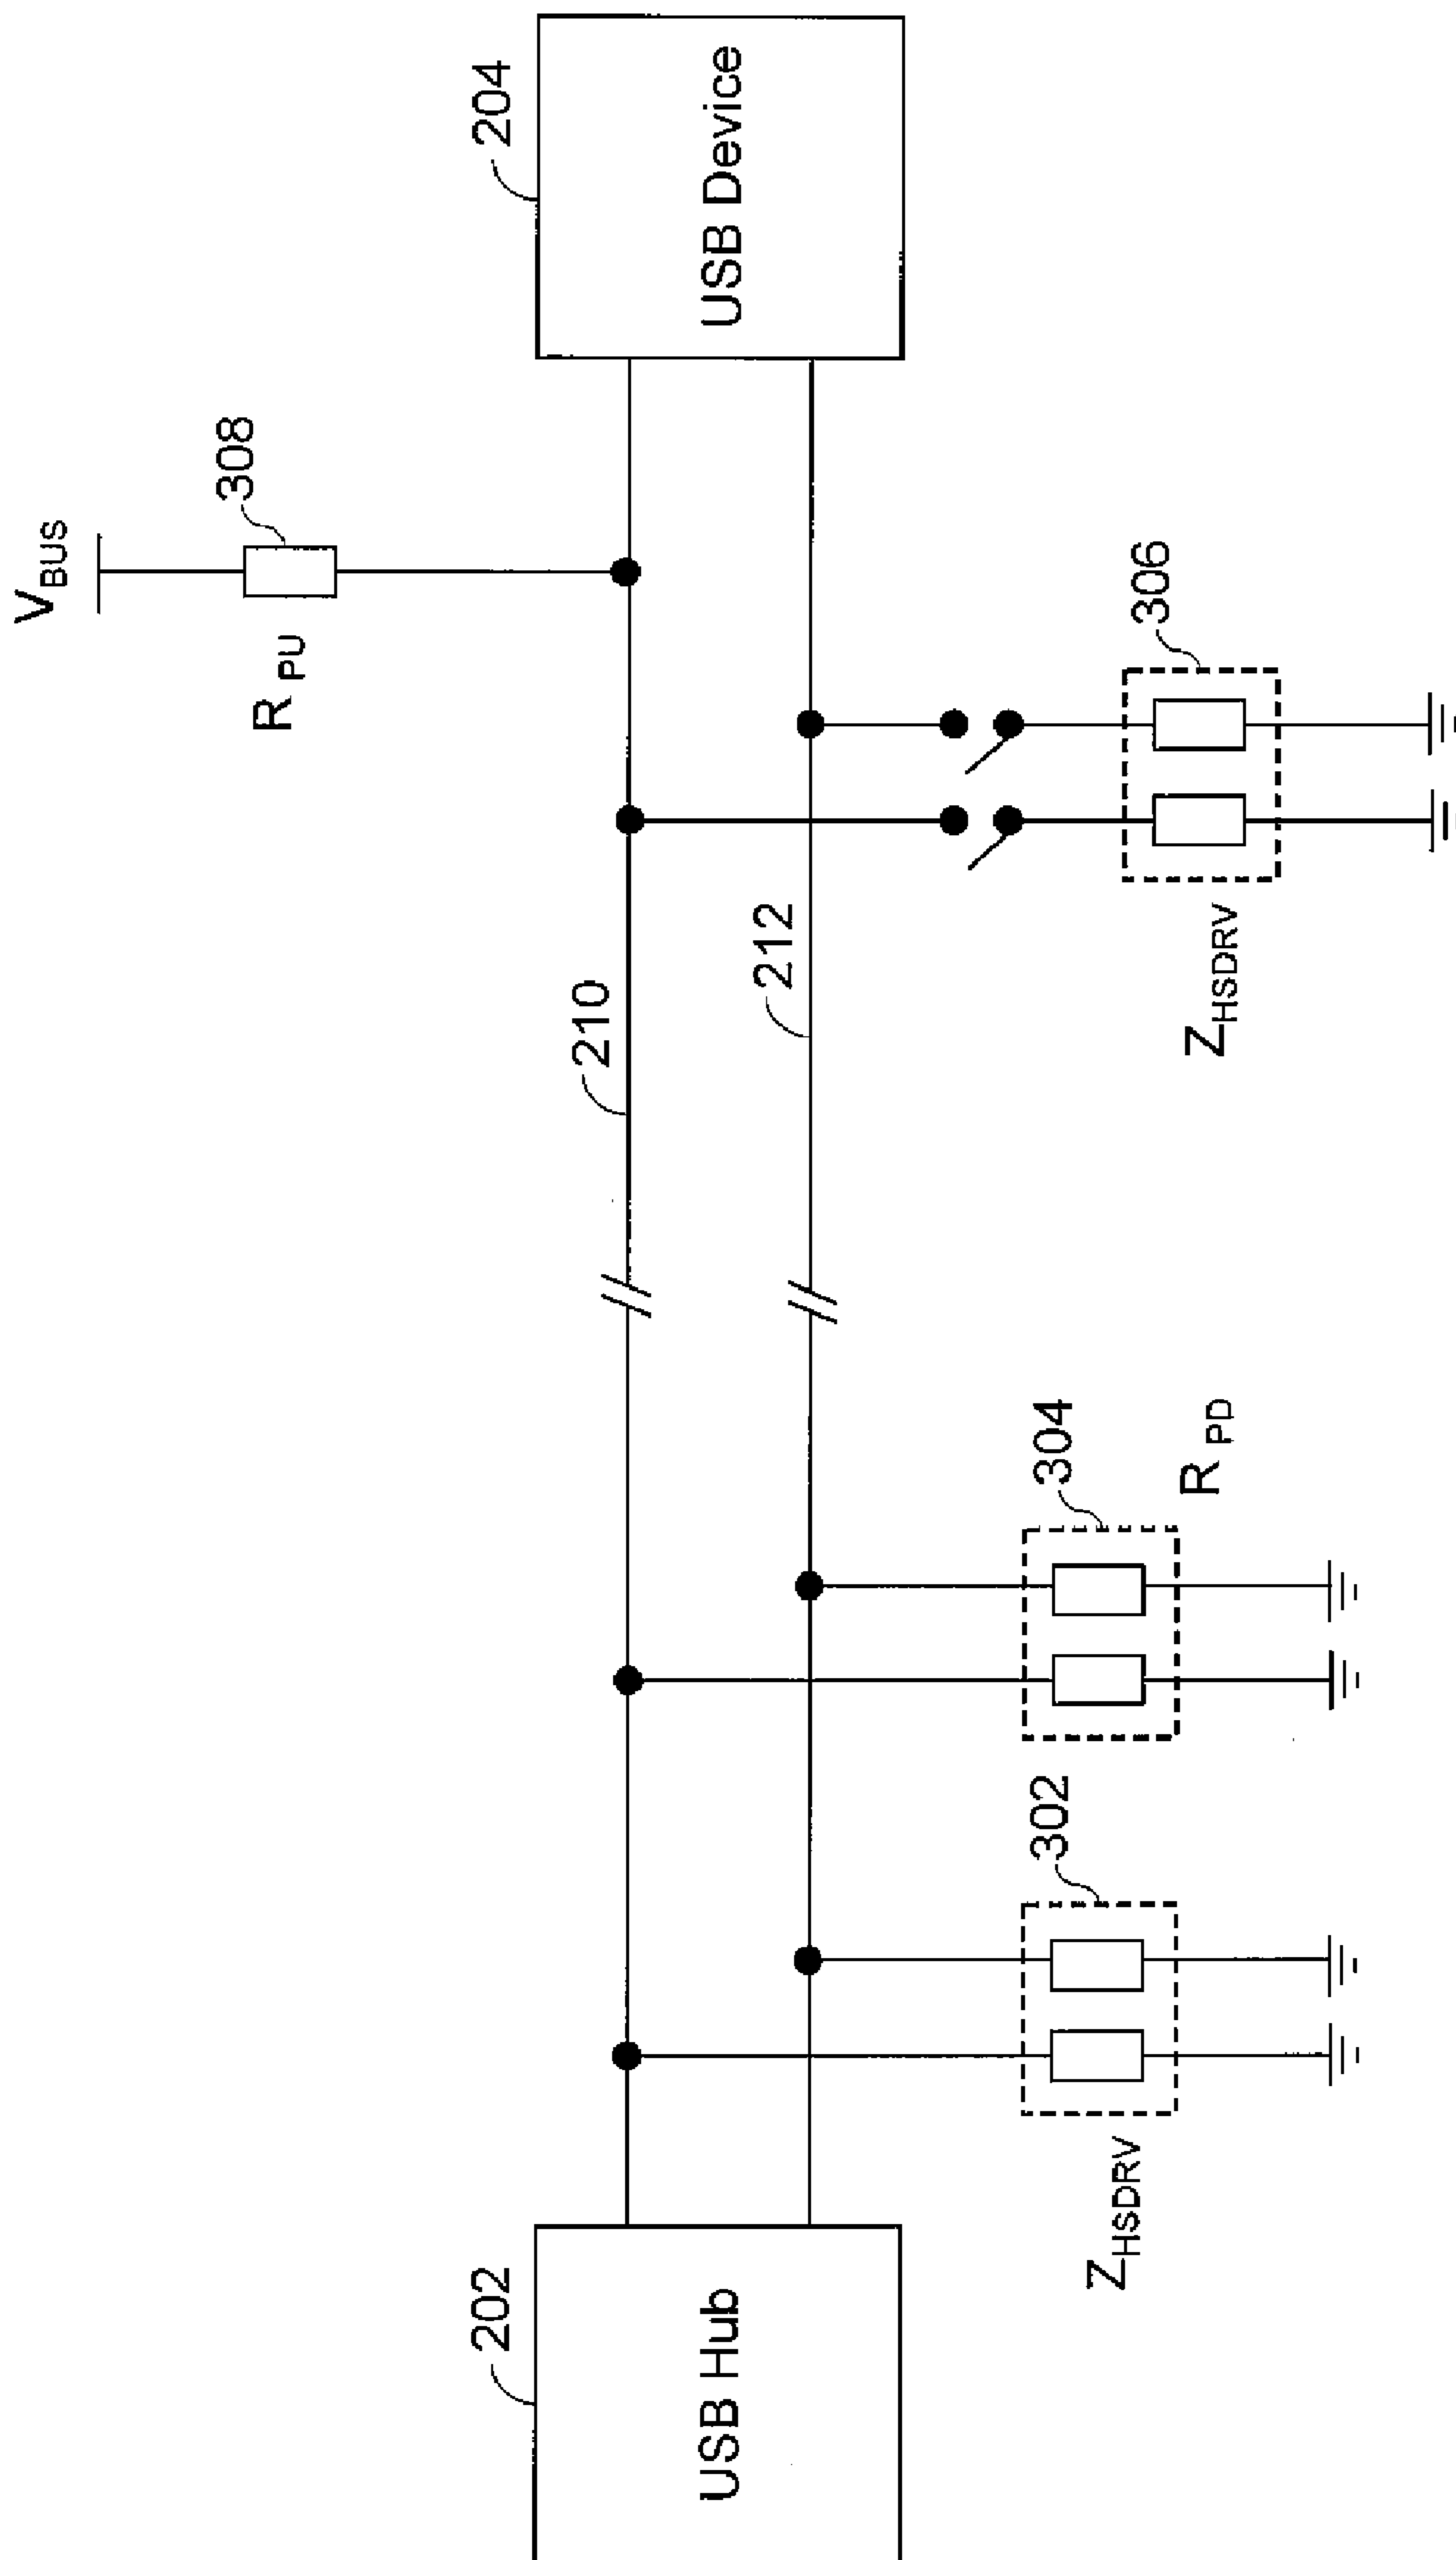 V_BUS
R_PU
308
202
USB Hub
210
212
204
USB Device
302
304
306
Z_HSDRV
R_PD
Z_HSDRV